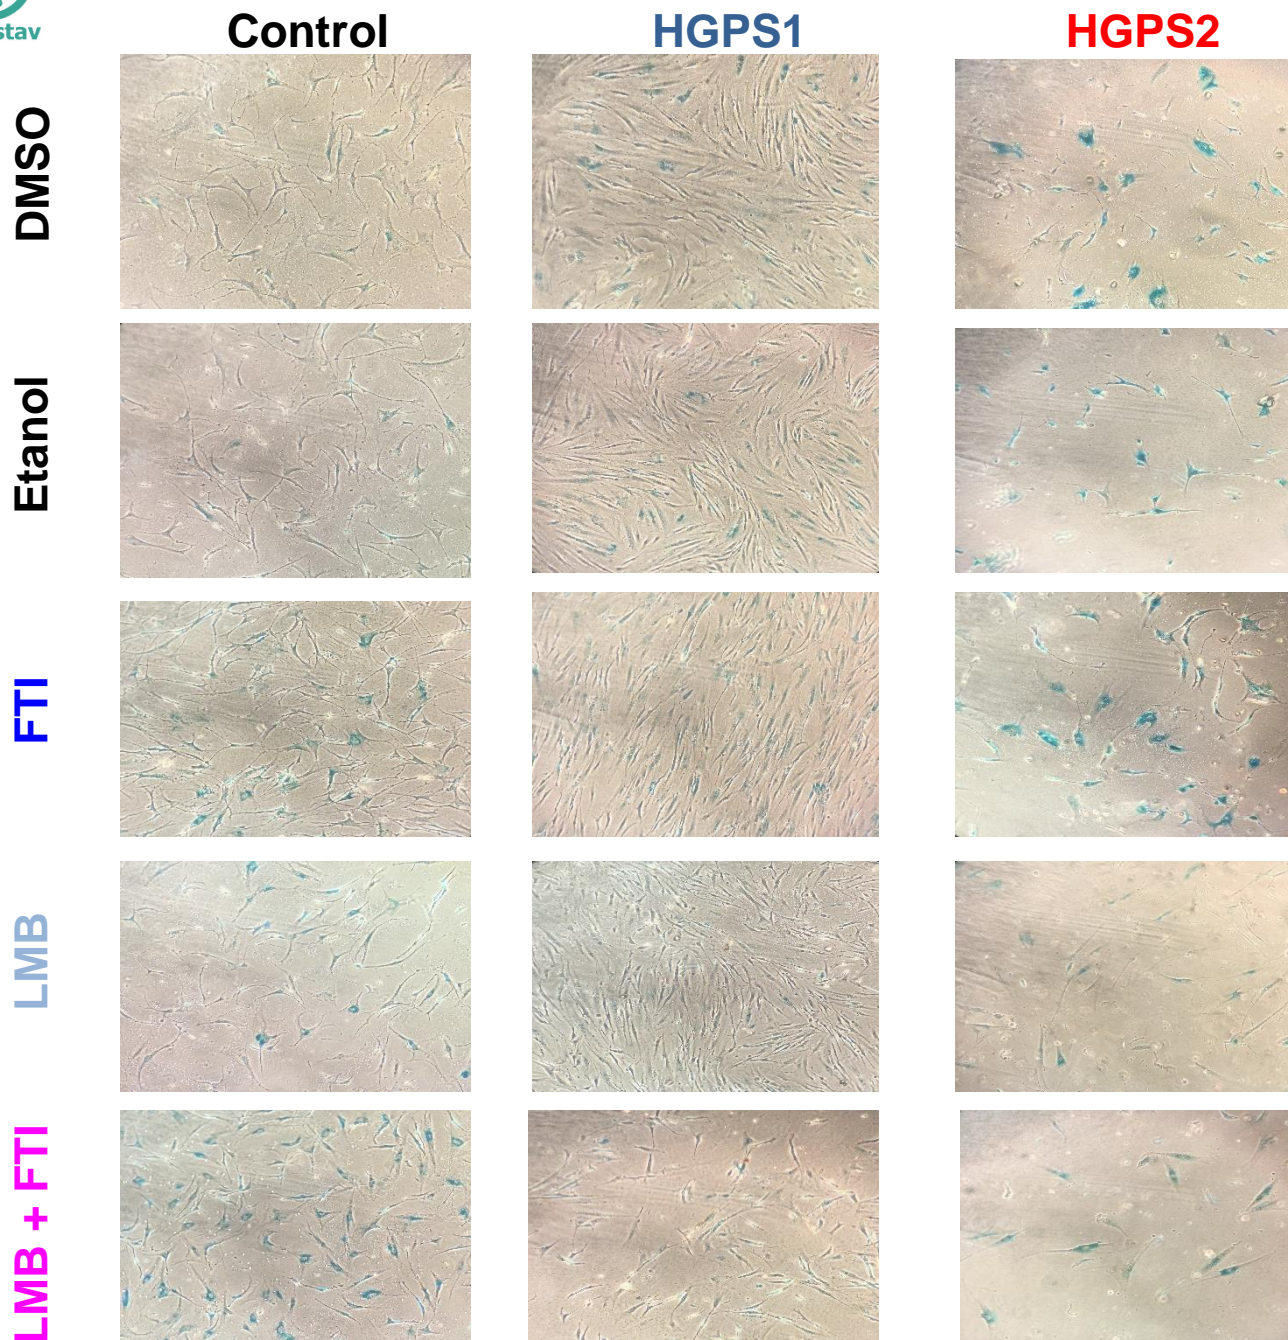 stav
Control HGPS1 HGPS2
DMSO
Etanol
FTI
LMB
LMB + FTI